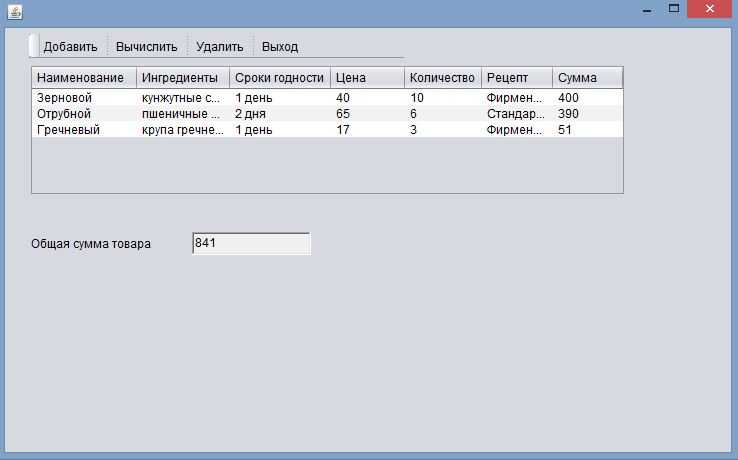 Добавить Вычислить Удалить Выход
Наименование Ингредиенты Сроки годности Цена Количество Рецепт Сумма
Зерновой кунжутные с... 1 день 40 10 Фирмен... 400
Отрубной пшеничные ... 2 дня 65 6 Стандар... 390
Гречневый крупа гречне... 1 день 17 3 Фирмен... 51
Общая сумма товара 841